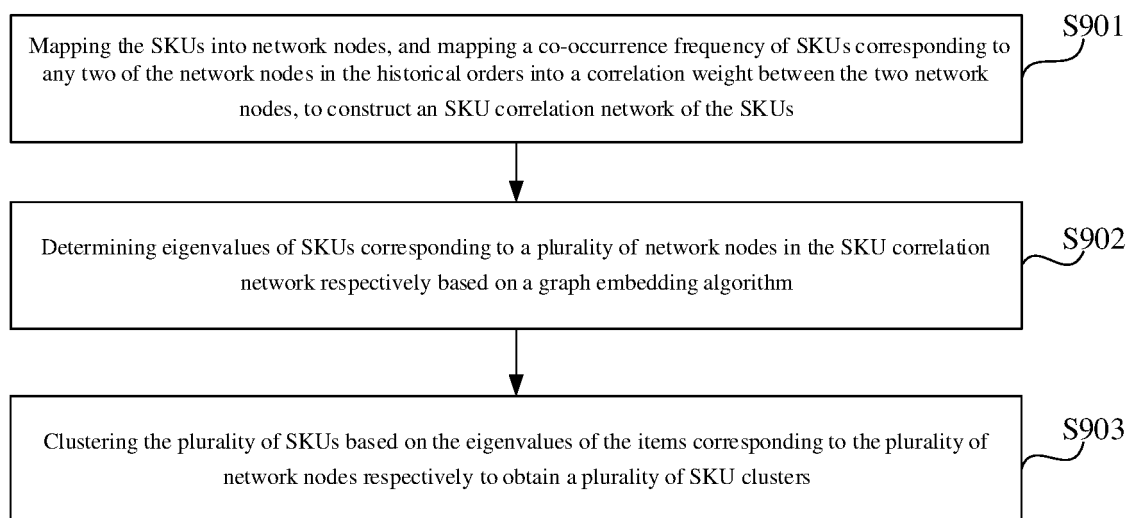 S901
Mapping the SKUs into network nodes, and mapping a co-occurrence frequency of SKUs corresponding to
any two of the network nodes in the historical orders into a correlation weight between the two network
nodes, to construct an SKU correlation network of the SKUs
S902
Determining eigenvalues of SKUs corresponding to a plurality of network nodes in the SKU correlation
network respectively based on a graph embedding algorithm
S903
Clustering the plurality of SKUs based on the eigenvalues of the items corresponding to the plurality of
network nodes respectively to obtain a plurality of SKU clusters